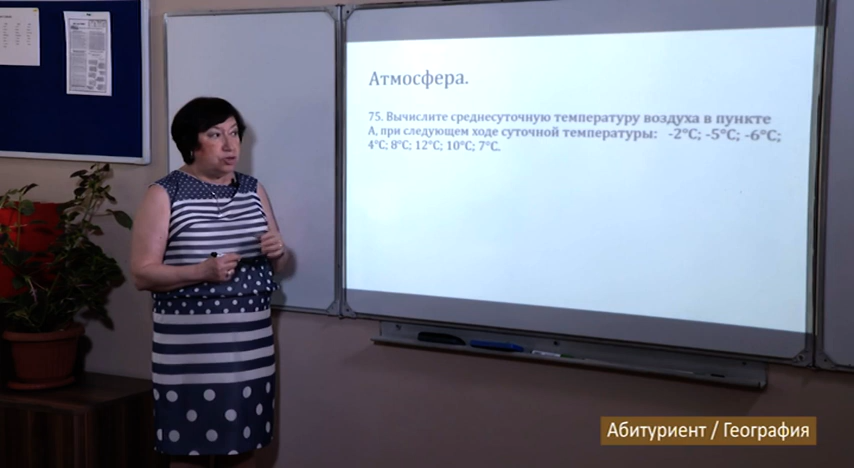 Атмосфера.
75. Вычислите среднесуточную температуру воздуха в пункте
А, при следующем ходе суточной температуры: -2°С; -5°С; -6°С;
4°С; 8°С; 12°С; 10°С; 7°С.
Абитуриент / География